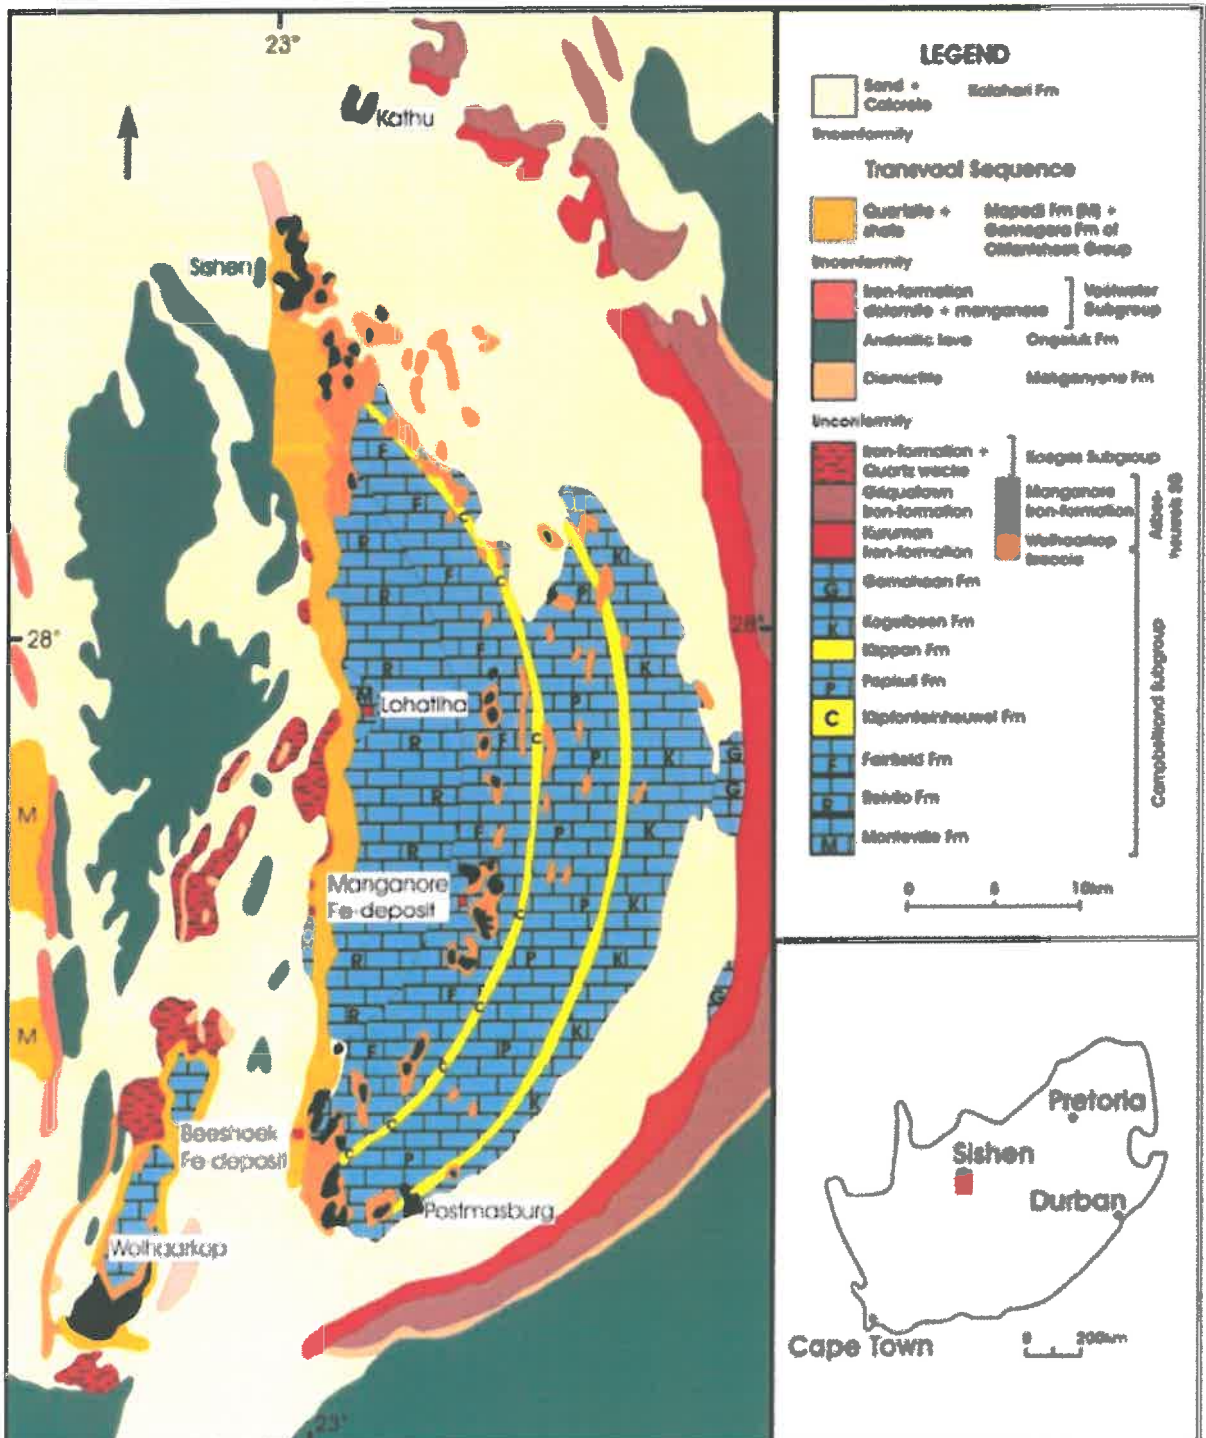 23°
Kathu
Sishen
28°
28°
Lohatlha
Manganore
Fe-deposit
M
M
Beeshoek
Fe-deposit
Postmasburg
Wolhaarkop
23°
LEGEND
Sand +
Calcrete
Kalahari Fm
Unconformity
Transvaal Sequence
Quartzite +
shale
Mapedi Fm (M) +
Gamagara Fm of
Olifantshoek Group
Unconformity
Iron-formation
dolomite + manganese
Voëlwater
Subgroup
Andesitic lava
Ongeluk Fm
Diamictite
Makganyene Fm
Unconformity
Iron-formation +
Quartz wacke
Koegas Subgroup
Griquatown
Iron-formation
Manganore
Iron-formation
Kuruman
Iron-formation
Wolhaarkop
Breccia
G
Gamohaan Fm
K
Kogelbeen Fm
Klippan Fm
P
Papkuil Fm
C
Klipfonteinheuwel Fm
F
Fairfield Fm
R
Reivilo Fm
M
Monteville Fm
Campbellrand Subgroup
0
10km
Pretoria
Sishen
Durban
Cape Town
0
200km